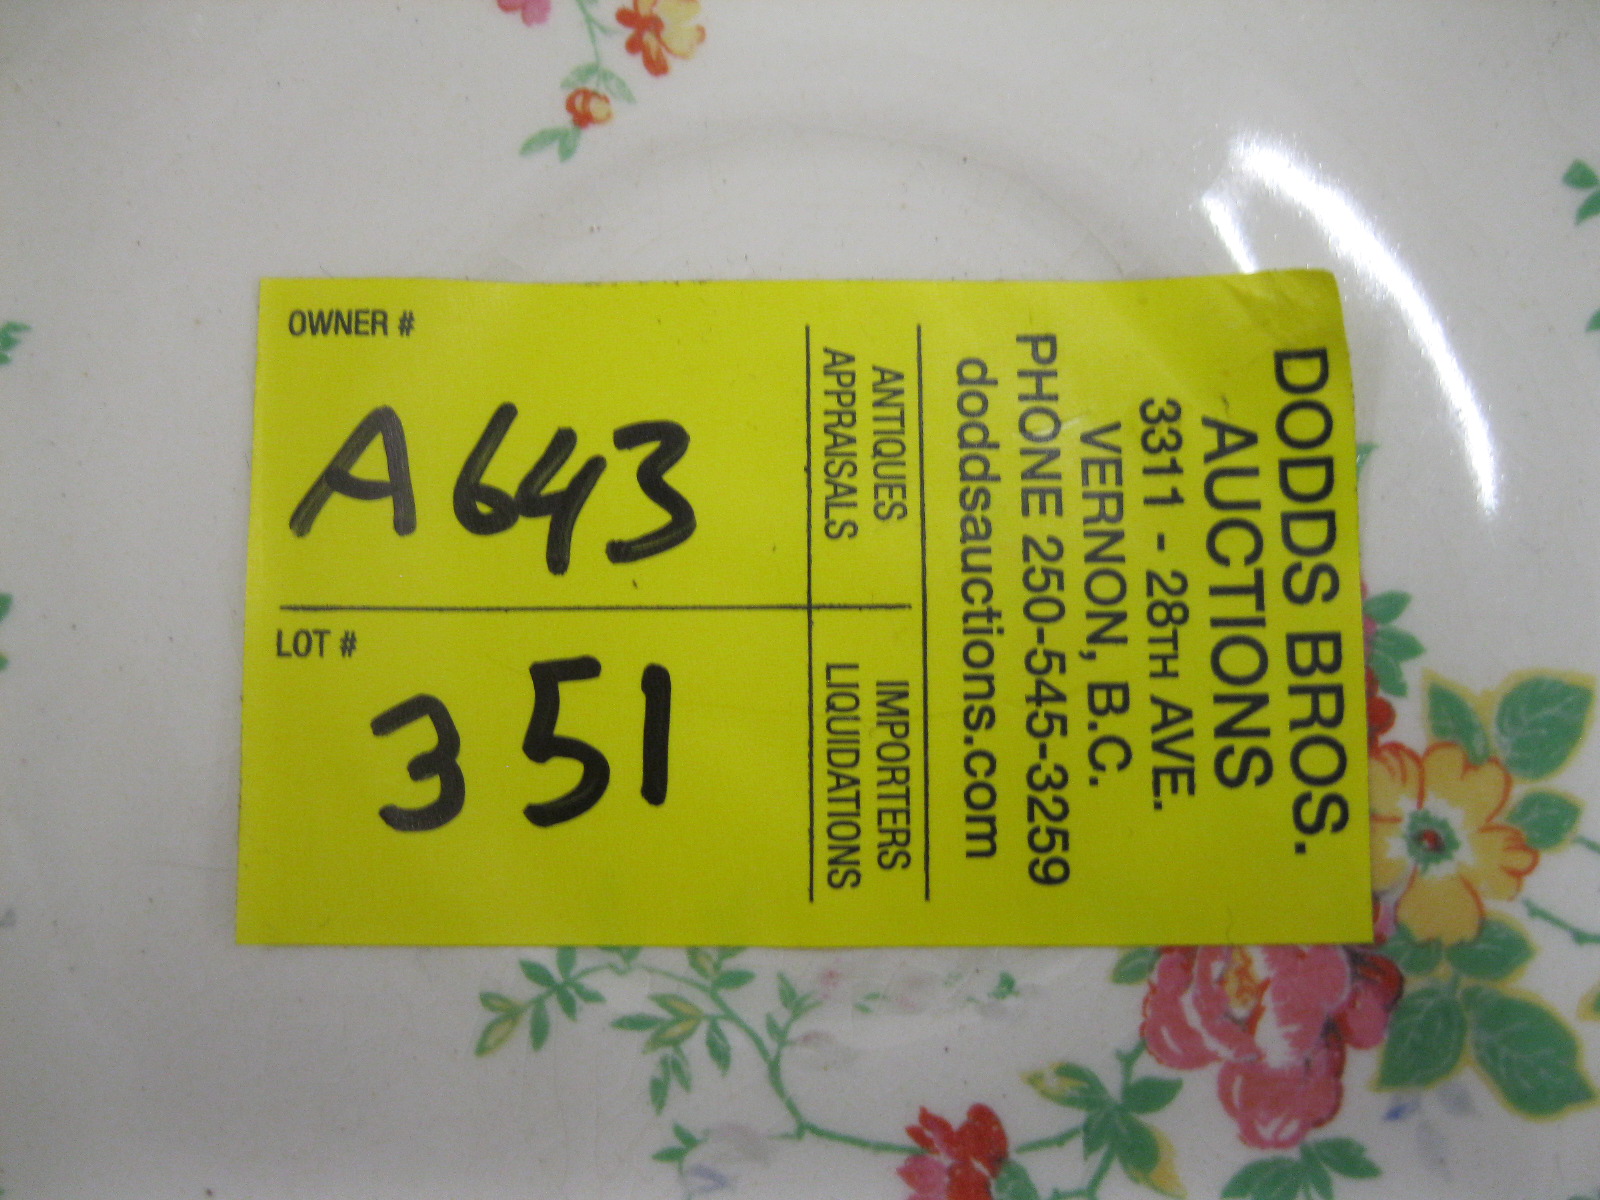 DODDS BROS.
AUCTIONS
3311 - 28TH AVE.
VERNON, B.C.
PHONE 250-545-3259
doddsauctions.com
ANTIQUES IMPORTERS
APPRAISALS LIQUIDATIONS
OWNER #
A643
LOT #
351